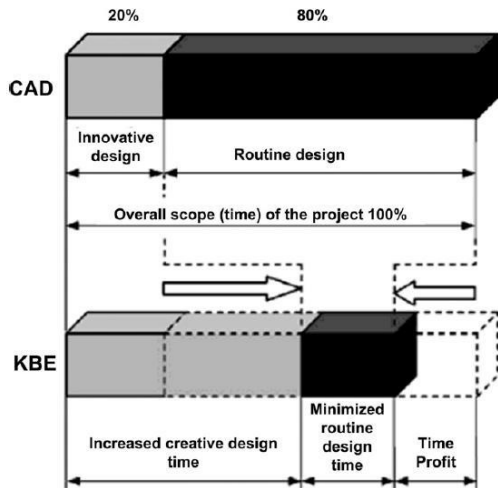 20%
80%
CAD
Innovative
design
Routine design
Overall scope (time) of the project 100%
KBE
Increased creative design
time
Minimized
routine
design
time
Time
Profit